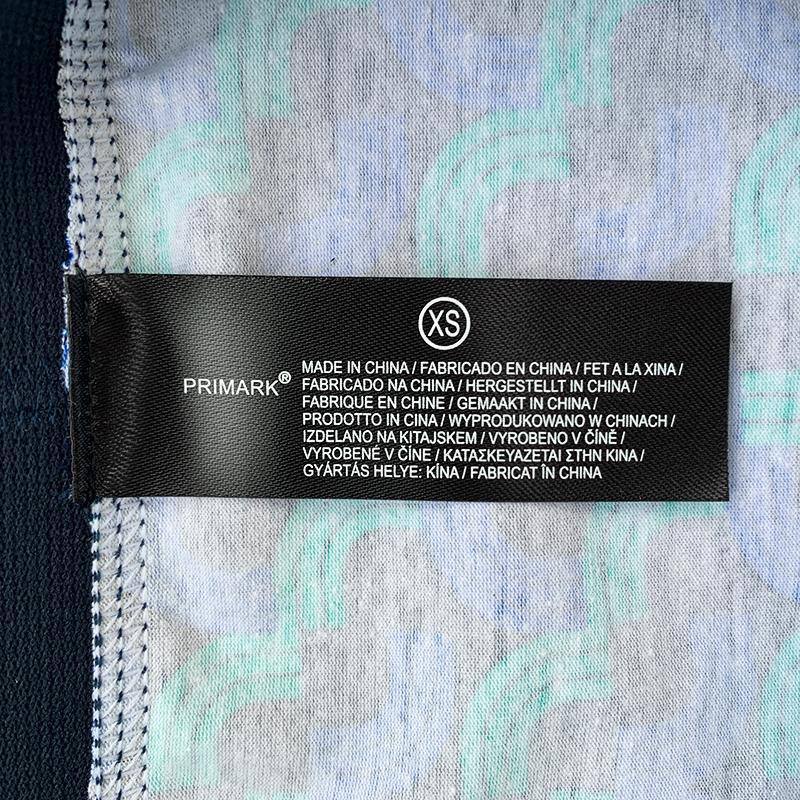 XS
PRIMARK®
MADE IN CHINA / FABRICADO EN CHINA / FET A LA XINA /
FABRICADO NA CHINA / HERGESTELLT IN CHINA /
FABRIQUE EN CHINE / GEMAAKT IN CHINA /
PRODOTTO IN CINA / WYPRODUKOWANO W CHINACH /
IZDELANO NA KITAJSKEM / VYROBENO V ČÍNĚ /
VYROBENÉ V ČÍNE / ΚΑΤΑΣΚΕΥΑΖΕΤΑΙ ΣΤΗΝ ΚΙΝΑ /
GYÁRTÁS HELYE: KÍNA / FABRICAT ÎN CHINA